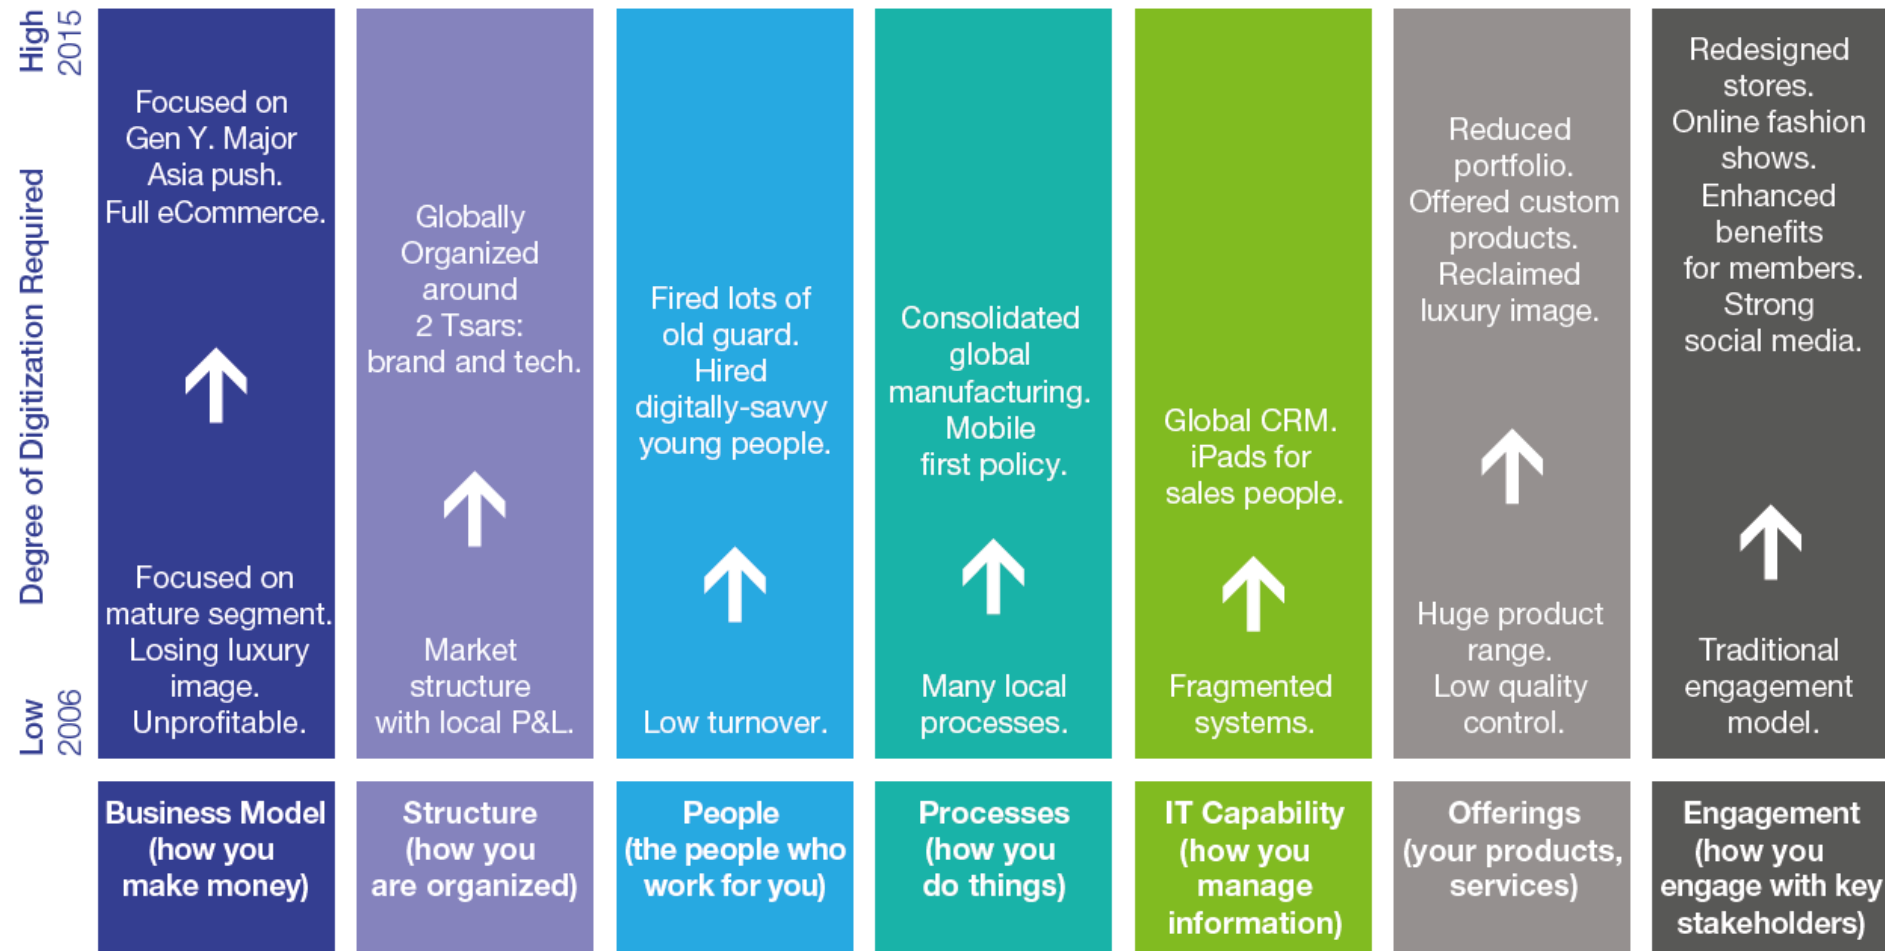 High
2015
Degree of Digitization Required
Low
2006
Focused on
Gen Y. Major
Asia push.
Full eCommerce.
Focused on
mature segment.
Losing luxury
image.
Unprofitable.
Business Model
(how you
make money)
Globally
Organized
around
2 Tsars:
brand and tech.
Market
structure
with local P&L.
Structure
(how you
are organized)
Fired lots of
old guard.
Hired
digitally-savvy
young people.
Low turnover.
People
(the people who
work for you)
Consolidated
global
manufacturing.
Mobile
first policy.
Many local
processes.
Processes
(how you
do things)
Global CRM.
iPads for
sales people.
Fragmented
systems.
IT Capability
(how you
manage
information)
Reduced
portfolio.
Offered custom
products.
Reclaimed
luxury image.
Huge product
range.
Low quality
control.
Offerings
(your products,
services)
Redesigned
stores.
Online fashion
shows.
Enhanced
benefits
for members.
Strong
social media.
Traditional
engagement
model.
Engagement
(how you
engage with key
stakeholders)